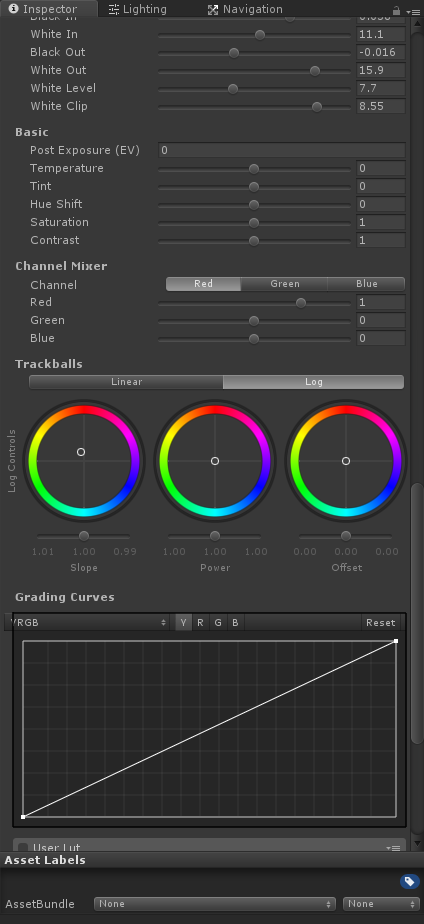 Inspector Lighting Navigation
Black In 0.030
White In 11.1
Black Out -0.016
White Out 15.9
White Level 7.7
White Clip 8.55
Basic
Post Exposure (EV) 0
Temperature 0
Tint 0
Hue Shift 0
Saturation 1
Contrast 1
Channel Mixer
Channel Red Green Blue
Red 1
Green 0
Blue 0
Trackballs
Linear Log
Log Controls
1.01 1.00 0.99 1.00 1.00 1.00 0.00 0.00 0.00
Slope Power Offset
Grading Curves
YRGB Y R G B Reset
User Lut
Asset Labels
AssetBundle None None